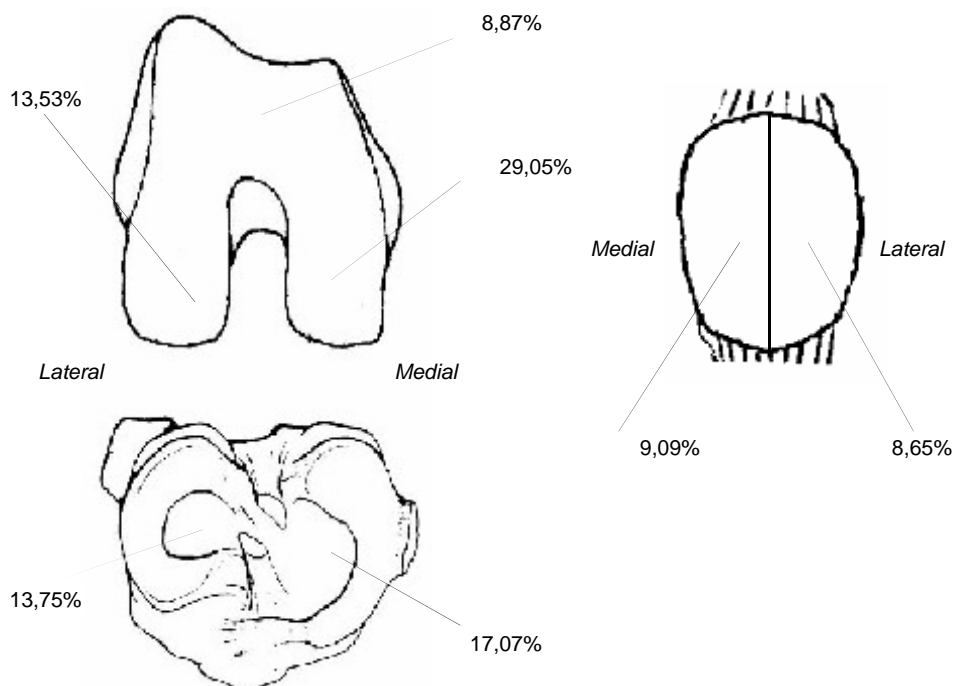 8,87%
13,53%
29,05%
Medial
Lateral
Lateral
Medial
9,09%
8,65%
13,75%
17,07%